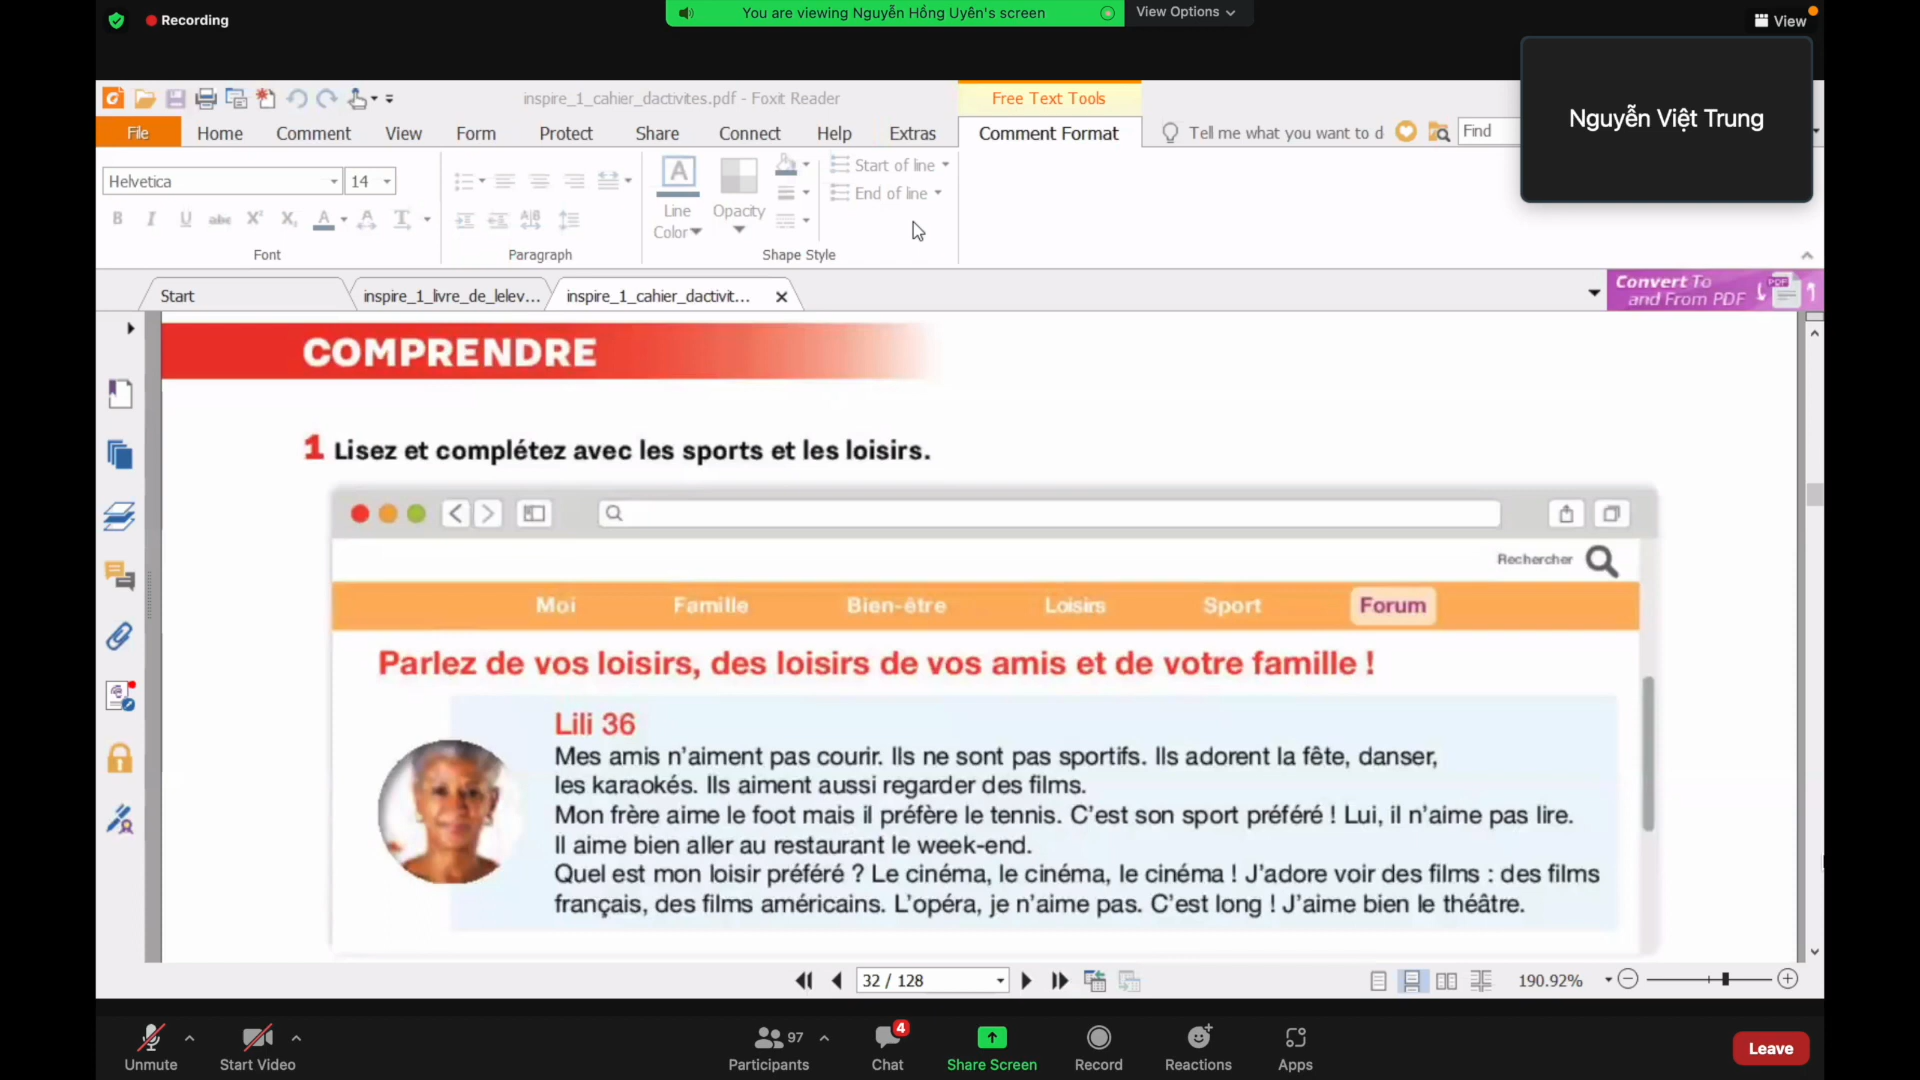 Recording
You are viewing Nguyễn Hồng Uyên's screen
View Options
View
Nguyễn Việt Trung
inspire_1_cahier_dactivites.pdf - Foxit Reader
Free Text Tools
File
Home
Comment
View
Form
Protect
Share
Connect
Help
Extras
Comment Format
Tell me what you want to d
Find
Helvetica
14
Start of line
End of line
Line
Color
Opacity
Font
Paragraph
Shape Style
Start
inspire_1_livre_de_lelev...
inspire_1_cahier_dactivit...
Convert To
and From PDF
COMPRENDRE
1 Lisez et complétez avec les sports et les loisirs.
Rechercher
Moi
Famille
Bien-être
Loisirs
Sport
Forum
Parlez de vos loisirs, des loisirs de vos amis et de votre famille !
Lili 36
Mes amis n'aiment pas courir. Ils ne sont pas sportifs. Ils adorent la fête, danser,
les karaokés. Ils aiment aussi regarder des films.
Mon frère aime le foot mais il préfère le tennis. C'est son sport préféré ! Lui, il n'aime pas lire.
Il aime bien aller au restaurant le week-end.
Quel est mon loisir préféré ? Le cinéma, le cinéma, le cinéma ! J'adore voir des films : des films
français, des films américains. L'opéra, je n'aime pas. C'est long ! J'aime bien le théâtre.
32 / 128
190.92%
Unmute
Start Video
97
Participants
4
Chat
Share Screen
Record
Reactions
Apps
Leave